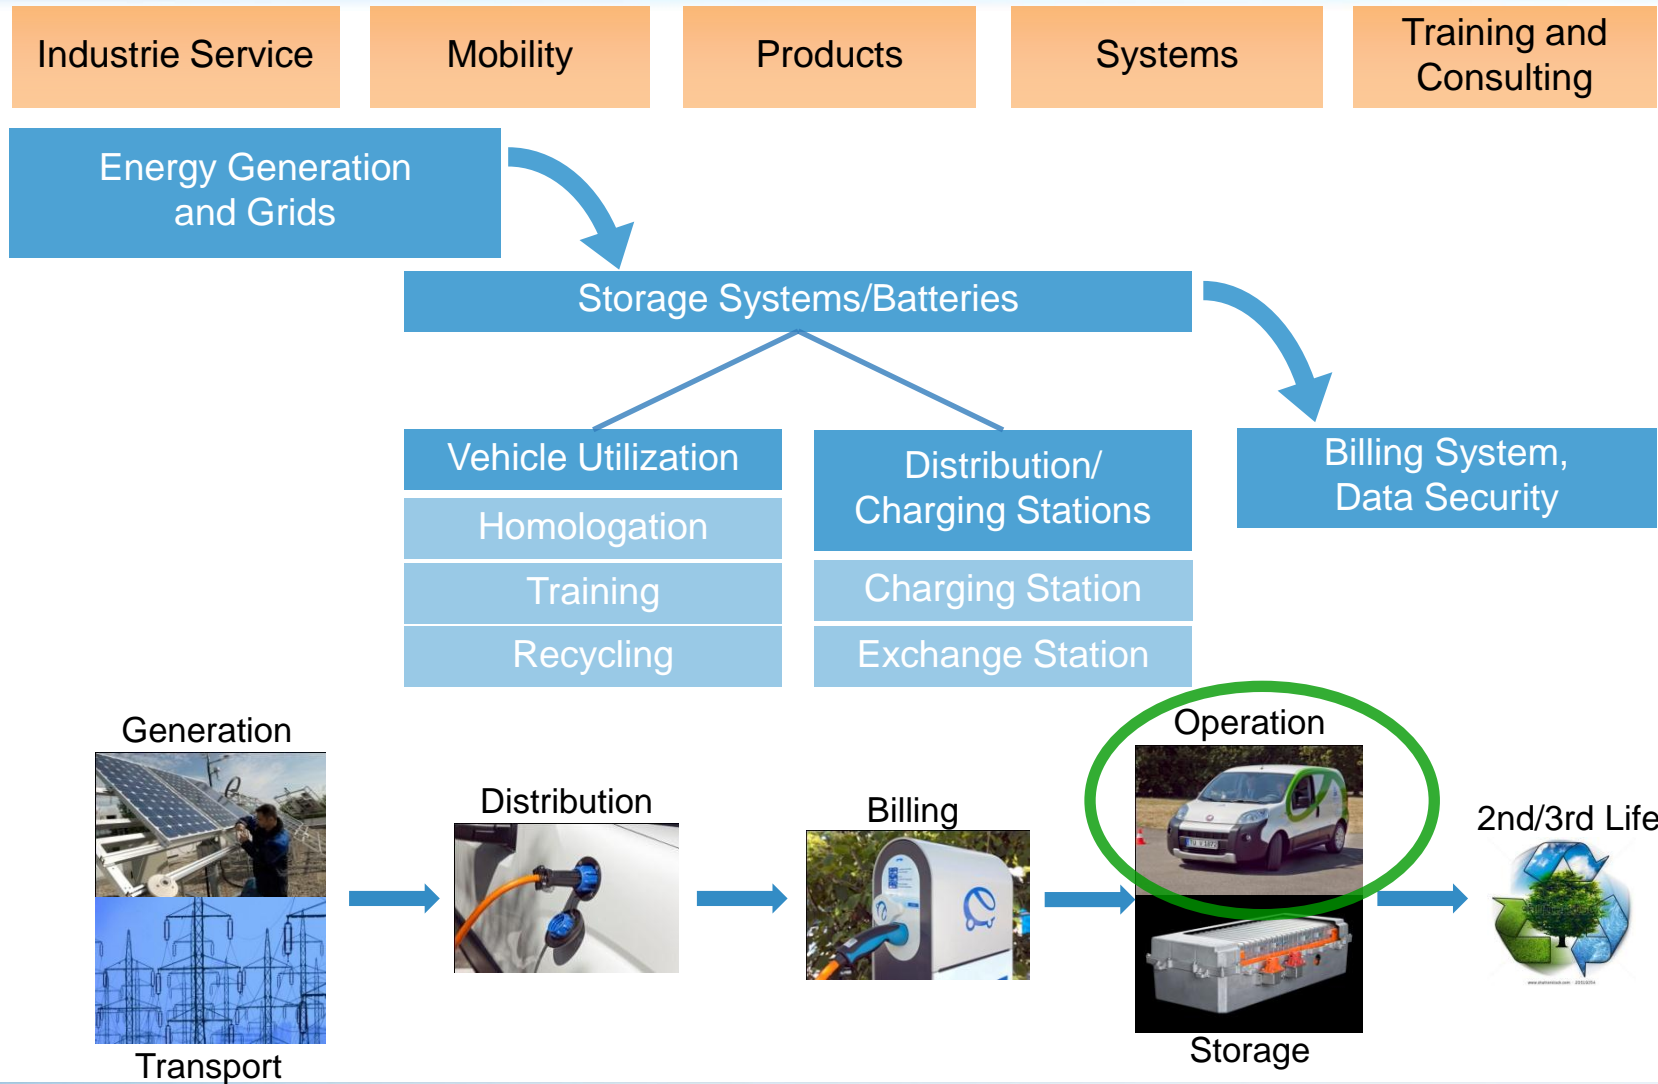 Industrie Service
Mobility
Products
Systems
Training and
Consulting
Energy Generation
and Grids
Storage Systems/Batteries
Vehicle Utilization
Homologation
Training
Recycling
Distribution/
Charging Stations
Charging Station
Exchange Station
Billing System,
Data Security
Generation
Transport
Distribution
Billing
Operation
Storage
2nd/3rd Life